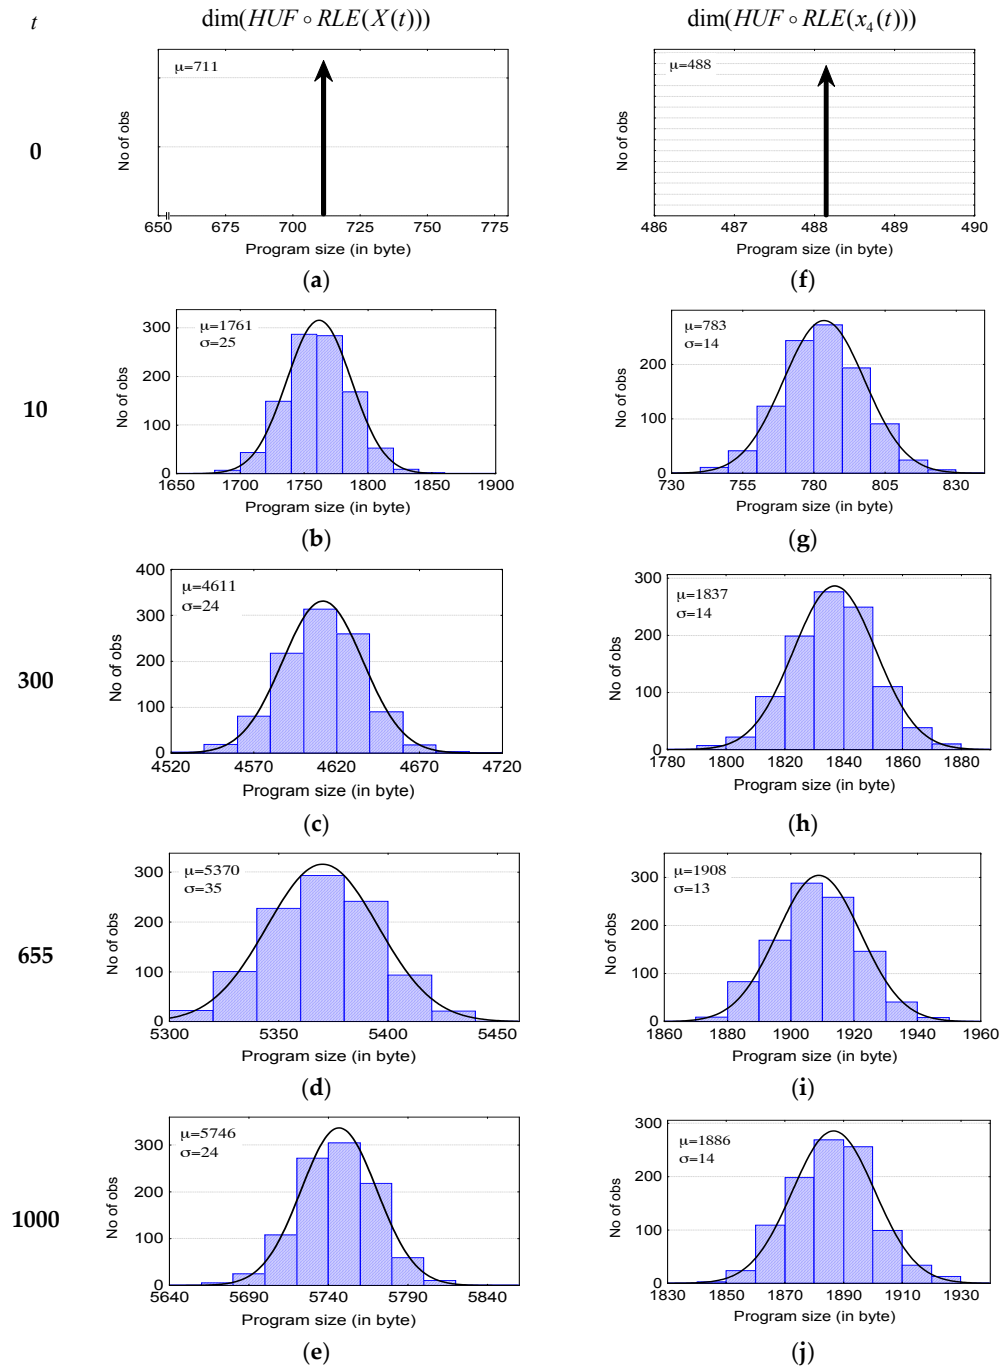 t
dim(HUF ∘ RLE(X(t)))
dim(HUF ∘ RLE(x₄(t)))
0
No of obs
μ=711
650 675 700 725 750 775
Program size (in byte)
(a)
No of obs
μ=488
486 487 488 489 490
Program size (in byte)
(f)
10
No of obs
300
200
100
0
μ=1761
σ=25
1650 1700 1750 1800 1850 1900
Program size (in byte)
(b)
No of obs
200
100
0
μ=783
σ=14
730 755 780 805 830
Program size (in byte)
(g)
300
No of obs
400
300
200
100
0
μ=4611
σ=24
4520 4570 4620 4670 4720
Program size (in byte)
(c)
No of obs
300
200
100
0
μ=1837
σ=14
1780 1800 1820 1840 1860 1880
Program size (in byte)
(h)
655
No of obs
300
200
100
0
μ=5370
σ=35
5300 5350 5400 5450
Program size (in byte)
(d)
No of obs
300
200
100
0
μ=1908
σ=13
1860 1880 1900 1920 1940 1960
Program size (in byte)
(i)
1000
No of obs
300
200
100
0
μ=5746
σ=24
5640 5690 5740 5790 5840
Program size (in byte)
(e)
No of obs
300
200
100
0
μ=1886
σ=14
1830 1850 1870 1890 1910 1930
Program size (in byte)
(j)